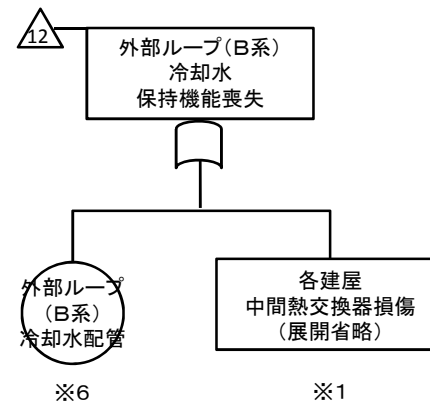 12
外部ループ（Ｂ系）
冷却水
保持機能喪失
外部ループ
（Ｂ系）
冷却水配管
各建屋
中間熱交換器損傷
（展開省略）
※６
※１